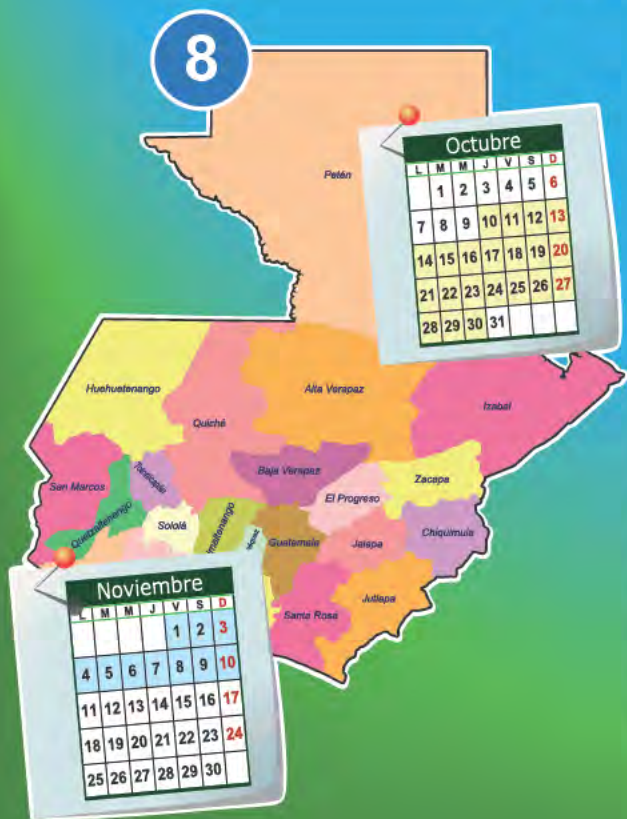 8
Petén
Octubre
L M M J V S D
1 2 3 4 5 6
7 8 9 10 11 12 13
14 15 16 17 18 19 20
21 22 23 24 25 26 27
28 29 30 31
Huehuetenango
Alta Verapaz
Izabal
Quiché
Baja Verapaz
Zacapa
San Marcos
El Progreso
Quetzaltenango
Sololá
Guatemala
Jalapa
Chiquimula
Santa Rosa
Jutiapa
Noviembre
L M M J V S D
1 2 3
4 5 6 7 8 9 10
11 12 13 14 15 16 17
18 19 20 21 22 23 24
25 26 27 28 29 30